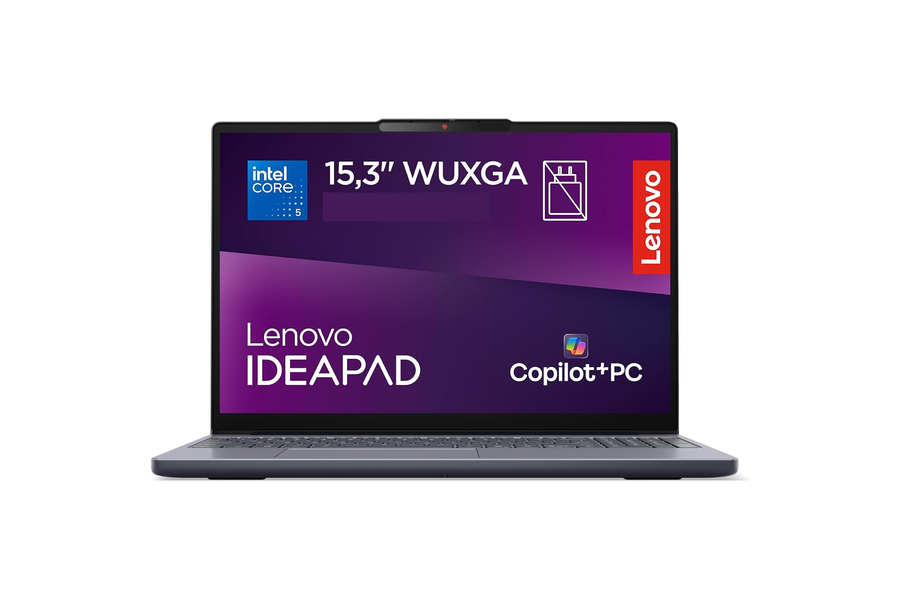 intel
CORE
5
15,3" WUXGA
Lenovo
Lenovo
IDEAPAD
Copilot+PC